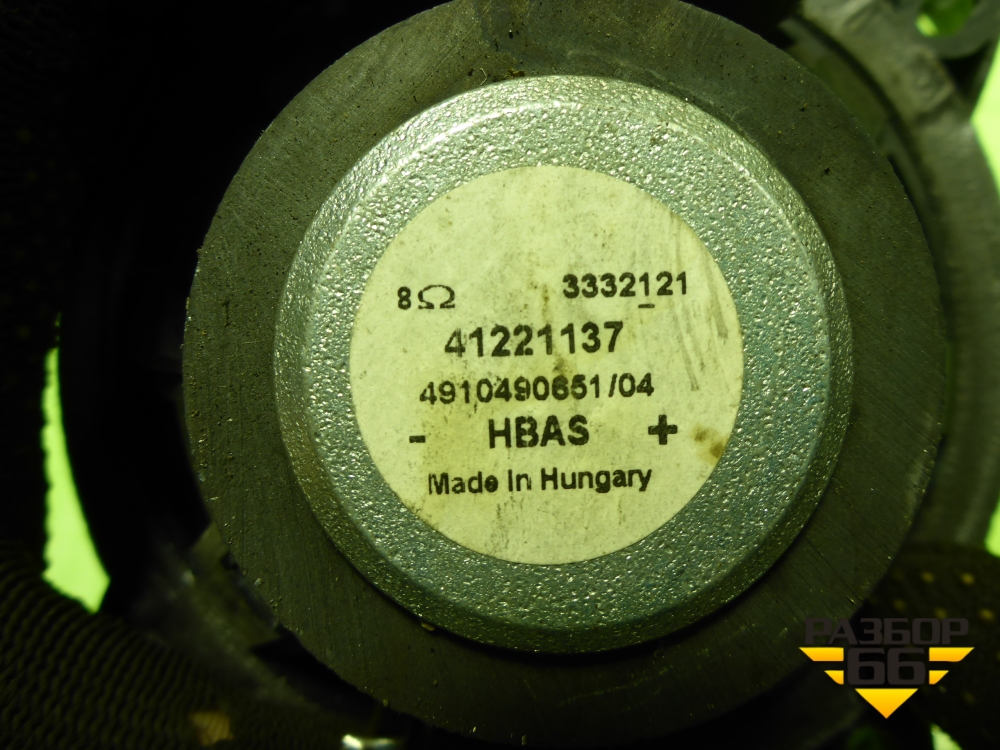 8Ω 3332121
41221137
4910490651/04
- HBAS +
Made In Hungary
РАЗБОР
66